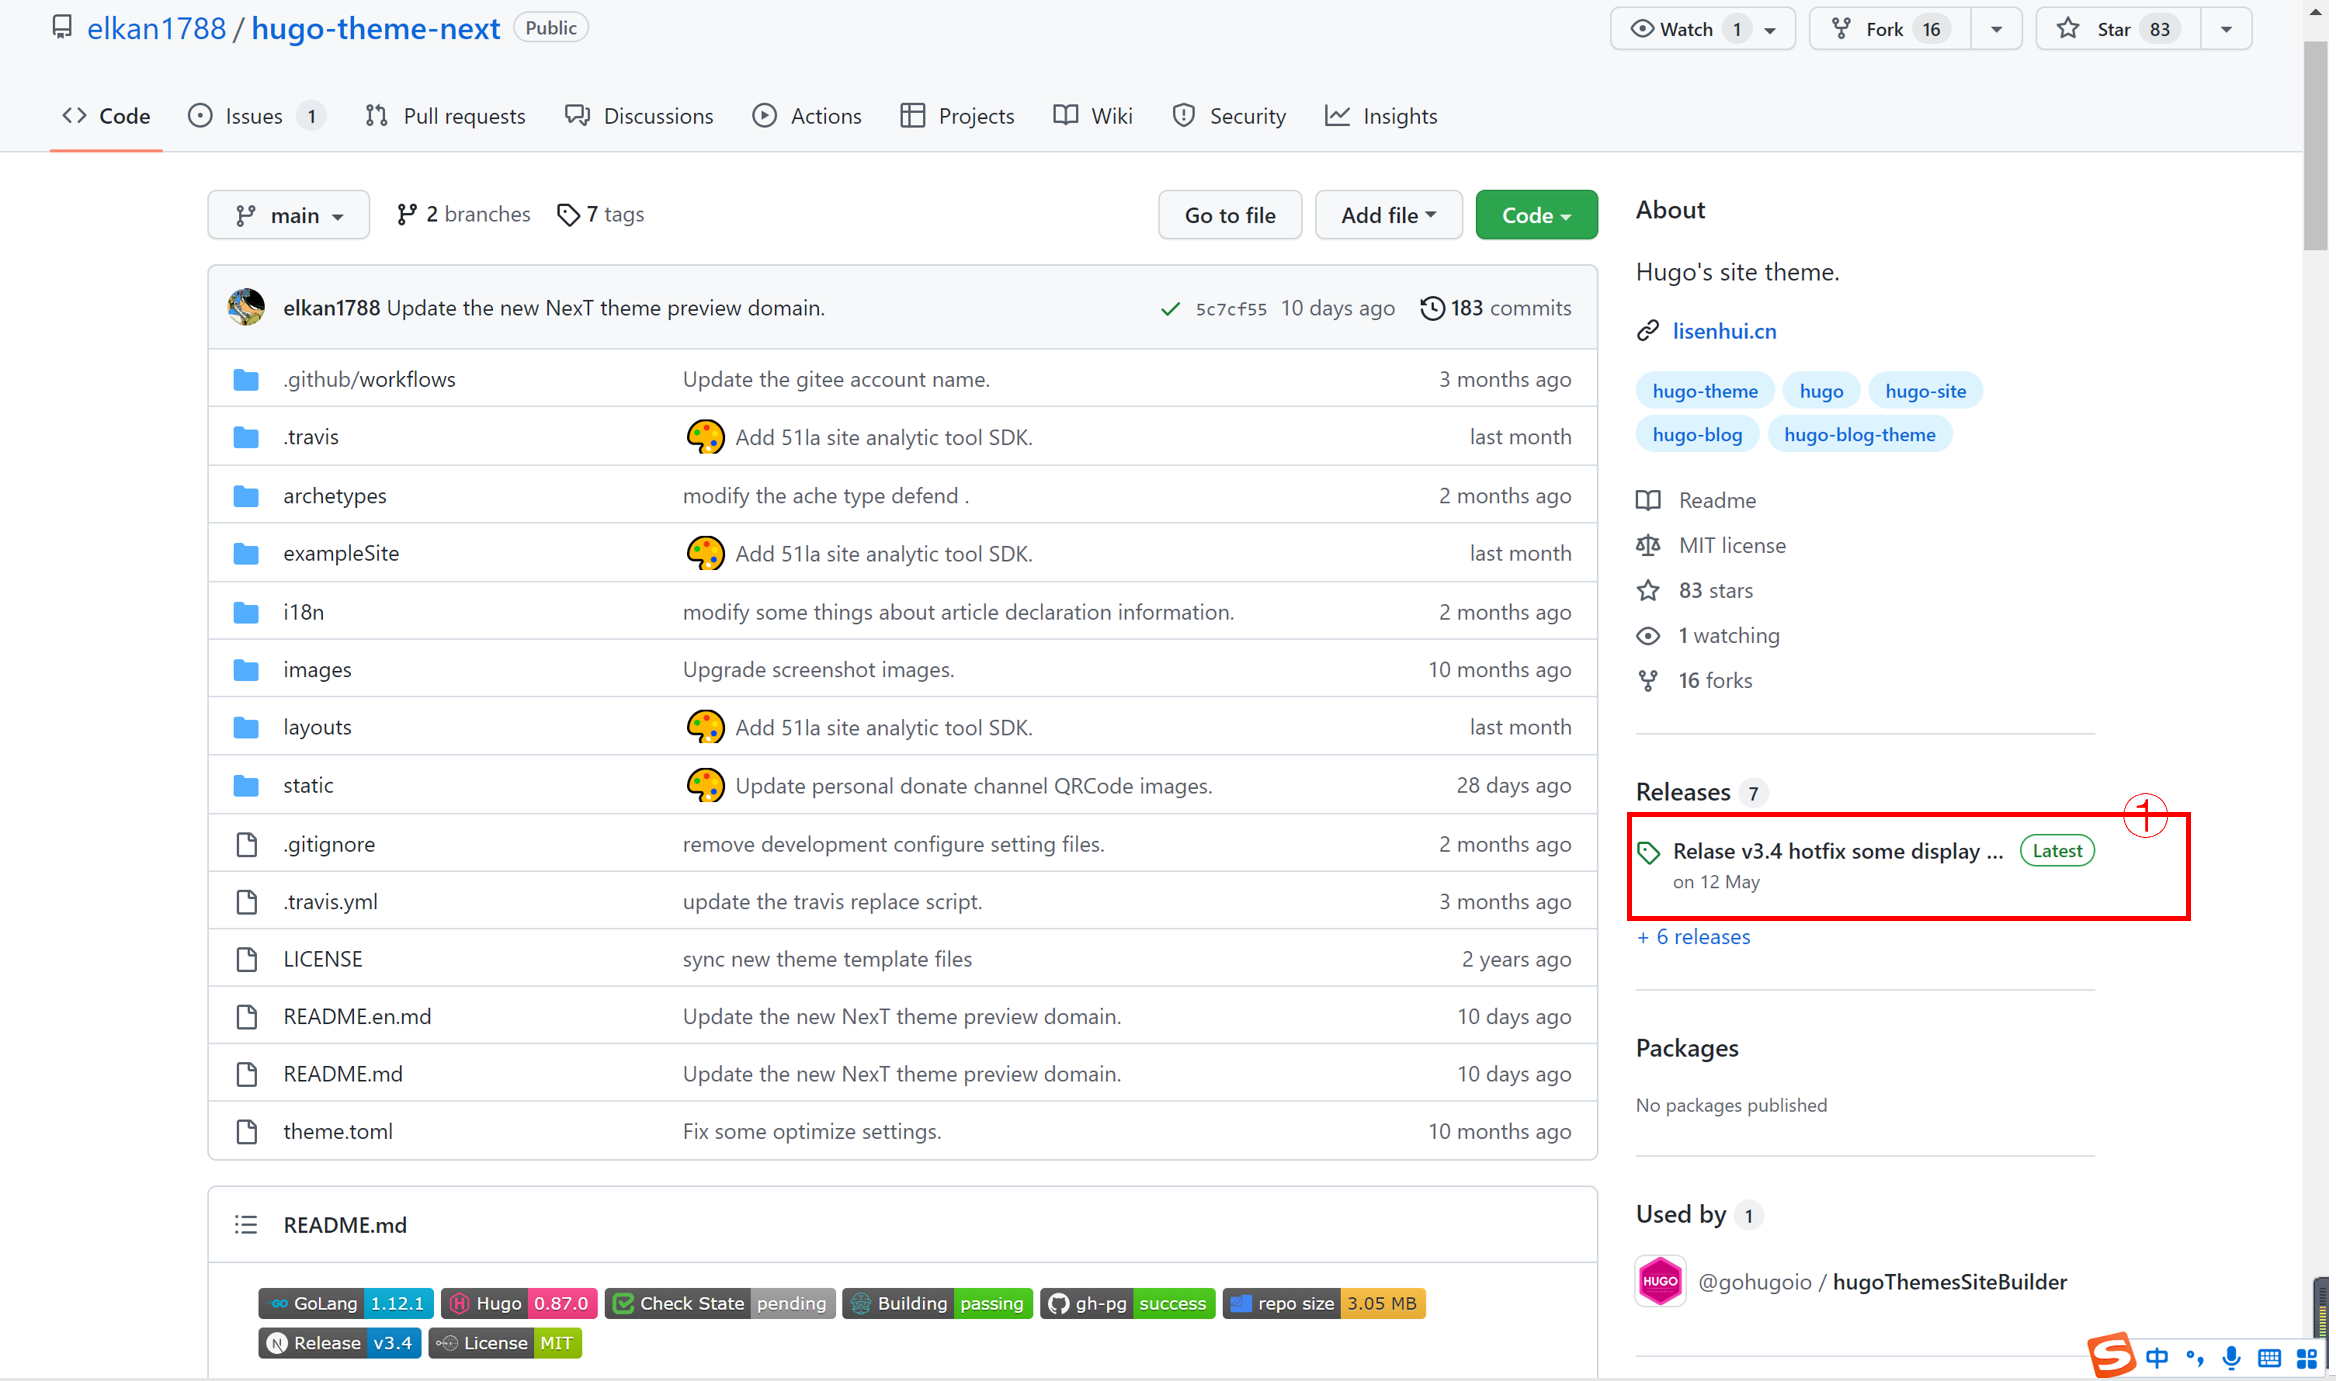 elkan1788 / hugo-theme-next Public
Watch 1 Fork 16 Star 83
Code Issues 1 Pull requests Discussions Actions Projects Wiki Security Insights
main 2 branches 7 tags Go to file Add file Code
elkan1788 Update the new NexT theme preview domain. 5c7cf55 10 days ago 183 commits
.github/workflows Update the gitee account name. 3 months ago
.travis Add 51la site analytic tool SDK. last month
archetypes modify the ache type defend . 2 months ago
exampleSite Add 51la site analytic tool SDK. last month
i18n modify some things about article declaration information. 2 months ago
images Upgrade screenshot images. 10 months ago
layouts Add 51la site analytic tool SDK. last month
static Update personal donate channel QRCode images. 28 days ago
.gitignore remove development configure setting files. 2 months ago
.travis.yml update the travis replace script. 3 months ago
LICENSE sync new theme template files 2 years ago
README.en.md Update the new NexT theme preview domain. 10 days ago
README.md Update the new NexT theme preview domain. 10 days ago
theme.toml Fix some optimize settings. 10 months ago
README.md
GO GoLang 1.12.1 H Hugo 0.87.0 Check State pending Building passing gh-pg success repo size 3.05 MB
N Release v3.4 License MIT
About
Hugo's site theme.
lisenhui.cn
hugo-theme hugo hugo-site
hugo-blog hugo-blog-theme
Readme
MIT license
83 stars
1 watching
16 forks
Releases 7
①
Relase v3.4 hotfix some display ... Latest
on 12 May
+ 6 releases
Packages
No packages published
Used by 1
HUGO @gohugoio / hugoThemesSiteBuilder
S 中 °,